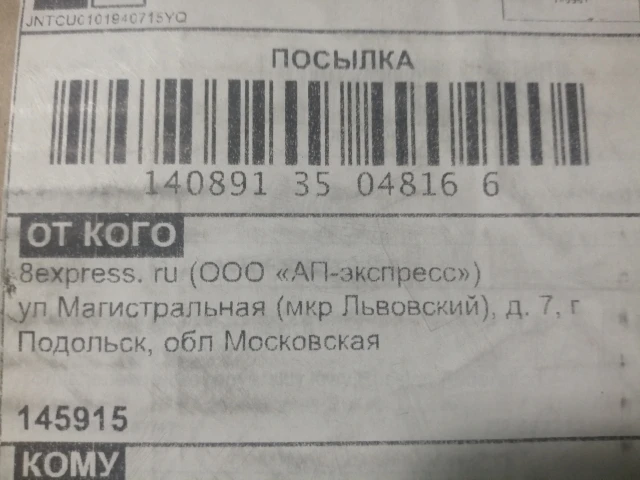 JNTCU0101940715YQ
ПОСЫЛКА
140891 35 04816 6
ОТ КОГО
8express. ru (ООО «АП-экспресс»)
ул Магистральная (мкр Львовский), д. 7, г
Подольск, обл Московская
145915
КОМУ